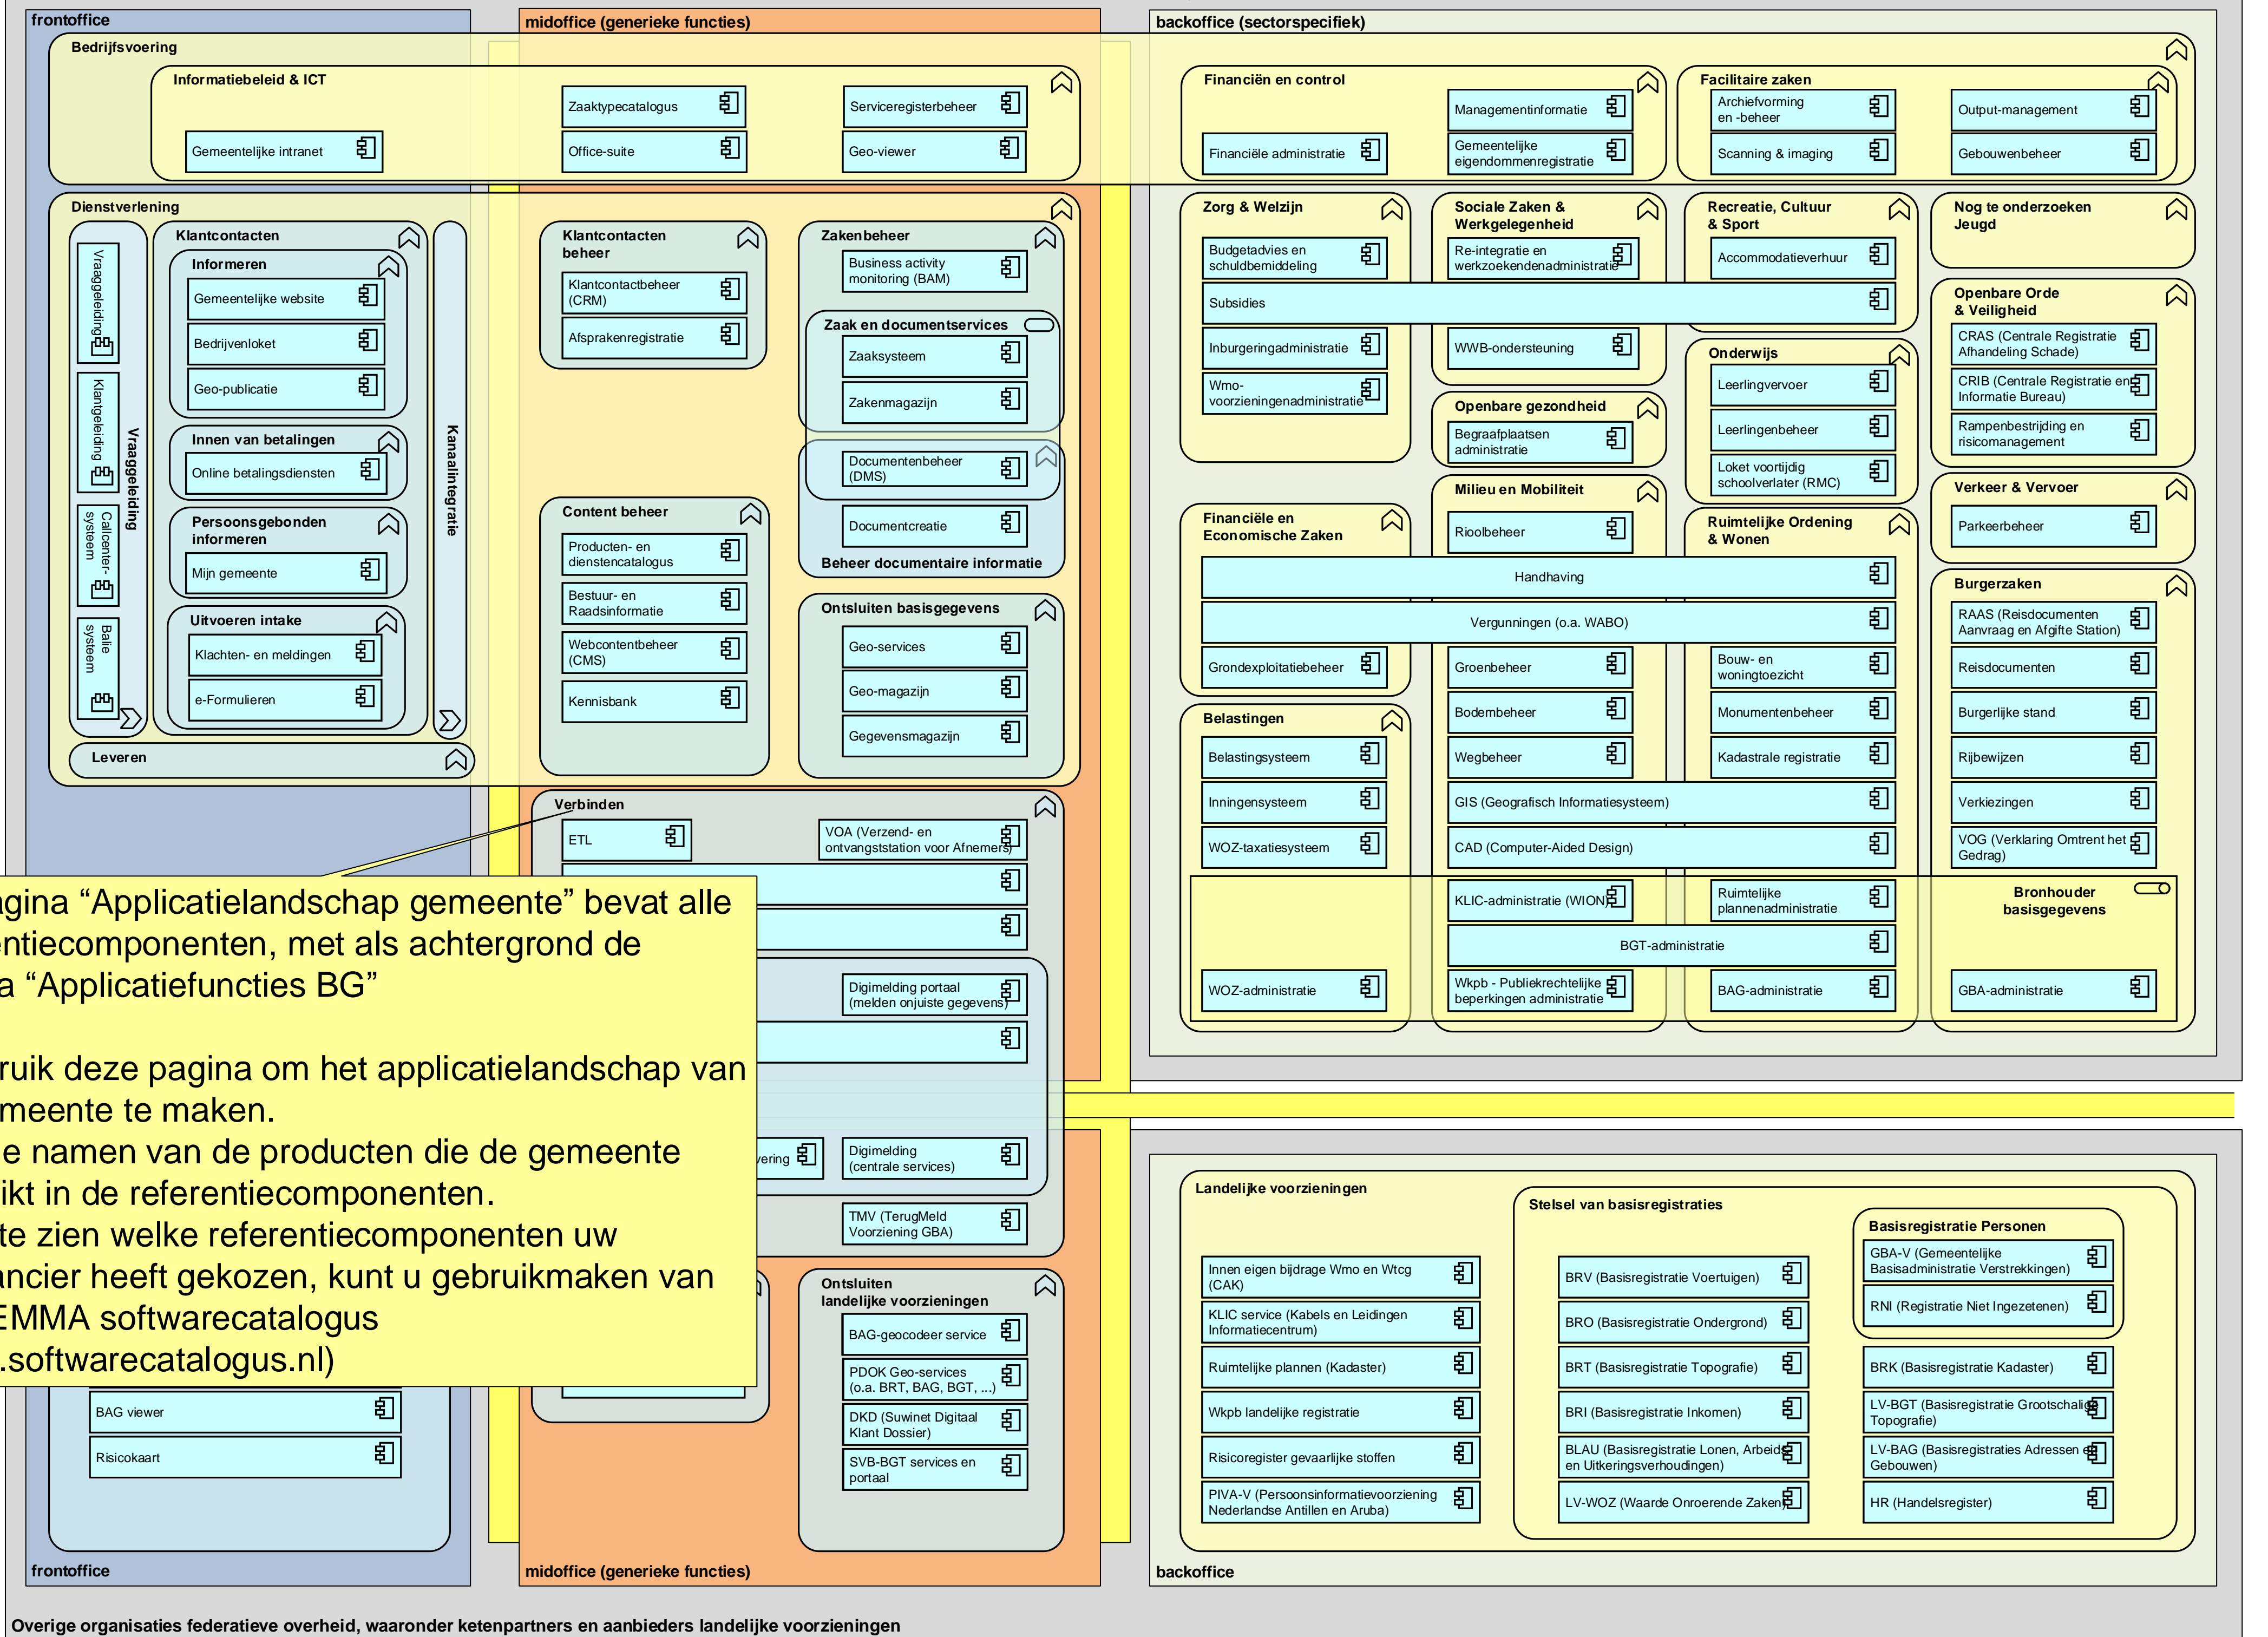 frontoffice
midoffice (generieke functies)
backoffice (sectorspecifiek)
Bedrijfsvoering
Informatiebeleid & ICT
Gemeentelijke intranet
Zaaktypecatalogus
Office-suite
Serviceregisterbeheer
Geo-viewer
Financiën en control
Financiële administratie
Managementinformatie
Gemeentelijke
eigendommenregistratie
Facilitaire zaken
Archiefvorming
en -beheer
Scanning & imaging
Output-management
Gebouwenbeheer
Dienstverlening
Vraaggeleiding
Klantgeleiding
Callcenter-
systeem
Balie
systeem
Vraaggeleiding
Klantcontacten
Informeren
Gemeentelijke website
Bedrijvenloket
Geo-publicatie
Innen van betalingen
Online betalingsdiensten
Persoonsgebonden
informeren
Mijn gemeente
Uitvoeren intake
Klachten- en meldingen
e-Formulieren
Kanaalintegratie
Leveren
Klantcontacten
beheer
Klantcontactbeheer
(CRM)
Afsprakenregistratie
Content beheer
Producten- en
dienstencatalogus
Bestuur- en
Raadsinformatie
Webcontentbeheer
(CMS)
Kennisbank
Zakenbeheer
Business activity
monitoring (BAM)
Zaak en documentservices
Zaaksysteem
Zakenmagazijn
Documentenbeheer
(DMS)
Documentcreatie
Beheer documentaire informatie
Ontsluiten basisgegevens
Geo-services
Geo-magazijn
Gegevensmagazijn
Verbinden
ETL
VOA (Verzend- en
ontvangststation voor Afnemers)
Digimelding portaal
(melden onjuiste gegevens)
vering
Digimelding
(centrale services)
TMV (TerugMeld
Voorziening GBA)
agina “Applicatielandschap gemeente” bevat alle
entiecomponenten, met als achtergrond de
a “Applicatiefuncties BG”
ruik deze pagina om het applicatielandschap van
meente te maken.
e namen van de producten die de gemeente
ikt in de referentiecomponenten.
te zien welke referentiecomponenten uw
ancier heeft gekozen, kunt u gebruikmaken van
EMMA softwarecatalogus
.softwarecatalogus.nl)
Zorg & Welzijn
Budgetadvies en
schuldbemiddeling
Subsidies
Inburgeringadministratie
Wmo-
voorzieningenadministratie
Sociale Zaken &
Werkgelegenheid
Re-integratie en
werkzoekendenadministratie
WWB-ondersteuning
Openbare gezondheid
Begraafplaatsen
administratie
Recreatie, Cultuur
& Sport
Accommodatieverhuur
Onderwijs
Leerlingvervoer
Leerlingenbeheer
Loket voortijdig
schoolverlater (RMC)
Nog te onderzoeken
Jeugd
Openbare Orde
& Veiligheid
CRAS (Centrale Registratie
Afhandeling Schade)
CRIB (Centrale Registratie en
Informatie Bureau)
Rampenbestrijding en
risicomanagement
Verkeer & Vervoer
Parkeerbeheer
Financiële en
Economische Zaken
Milieu en Mobiliteit
Rioolbeheer
Ruimtelijke Ordening
& Wonen
Handhaving
Vergunningen (o.a. WABO)
Grondexploitatiebeheer
Groenbeheer
Bouw- en
woningtoezicht
Bodembeheer
Monumentenbeheer
Wegbeheer
Kadastrale registratie
GIS (Geografisch Informatiesysteem)
CAD (Computer-Aided Design)
Belastingen
Belastingsysteem
Inningensysteem
WOZ-taxatiesysteem
Burgerzaken
RAAS (Reisdocumenten
Aanvraag en Afgifte Station)
Reisdocumenten
Burgerlijke stand
Rijbewijzen
Verkiezingen
VOG (Verklaring Omtrent het
Gedrag)
Bronhouder
basisgegevens
KLIC-administratie (WION)
Ruimtelijke
plannenadministratie
BGT-administratie
WOZ-administratie
Wkpb - Publiekrechtelijke
beperkingen administratie
BAG-administratie
GBA-administratie
BAG viewer
Risicokaart
Ontsluiten
landelijke voorzieningen
BAG-geocodeer service
PDOK Geo-services
(o.a. BRT, BAG, BGT, ...)
DKD (Suwinet Digitaal
Klant Dossier)
SVB-BGT services en
portaal
Landelijke voorzieningen
Innen eigen bijdrage Wmo en Wtcg
(CAK)
KLIC service (Kabels en Leidingen
Informatiecentrum)
Ruimtelijke plannen (Kadaster)
Wkpb landelijke registratie
Risicoregister gevaarlijke stoffen
PIVA-V (Persoonsinformatievoorziening
Nederlandse Antillen en Aruba)
Stelsel van basisregistraties
BRV (Basisregistratie Voertuigen)
BRO (Basisregistratie Ondergrond)
BRT (Basisregistratie Topografie)
BRI (Basisregistratie Inkomen)
BLAU (Basisregistratie Lonen, Arbeids
en Uitkeringsverhoudingen)
LV-WOZ (Waarde Onroerende Zaken)
Basisregistratie Personen
GBA-V (Gemeentelijke
Basisadministratie Verstrekkingen)
RNI (Registratie Niet Ingezetenen)
BRK (Basisregistratie Kadaster)
LV-BGT (Basisregistratie Grootschalige
Topografie)
LV-BAG (Basisregistraties Adressen en
Gebouwen)
HR (Handelsregister)
frontoffice
midoffice (generieke functies)
backoffice
Overige organisaties federatieve overheid, waaronder ketenpartners en aanbieders landelijke voorzieningen